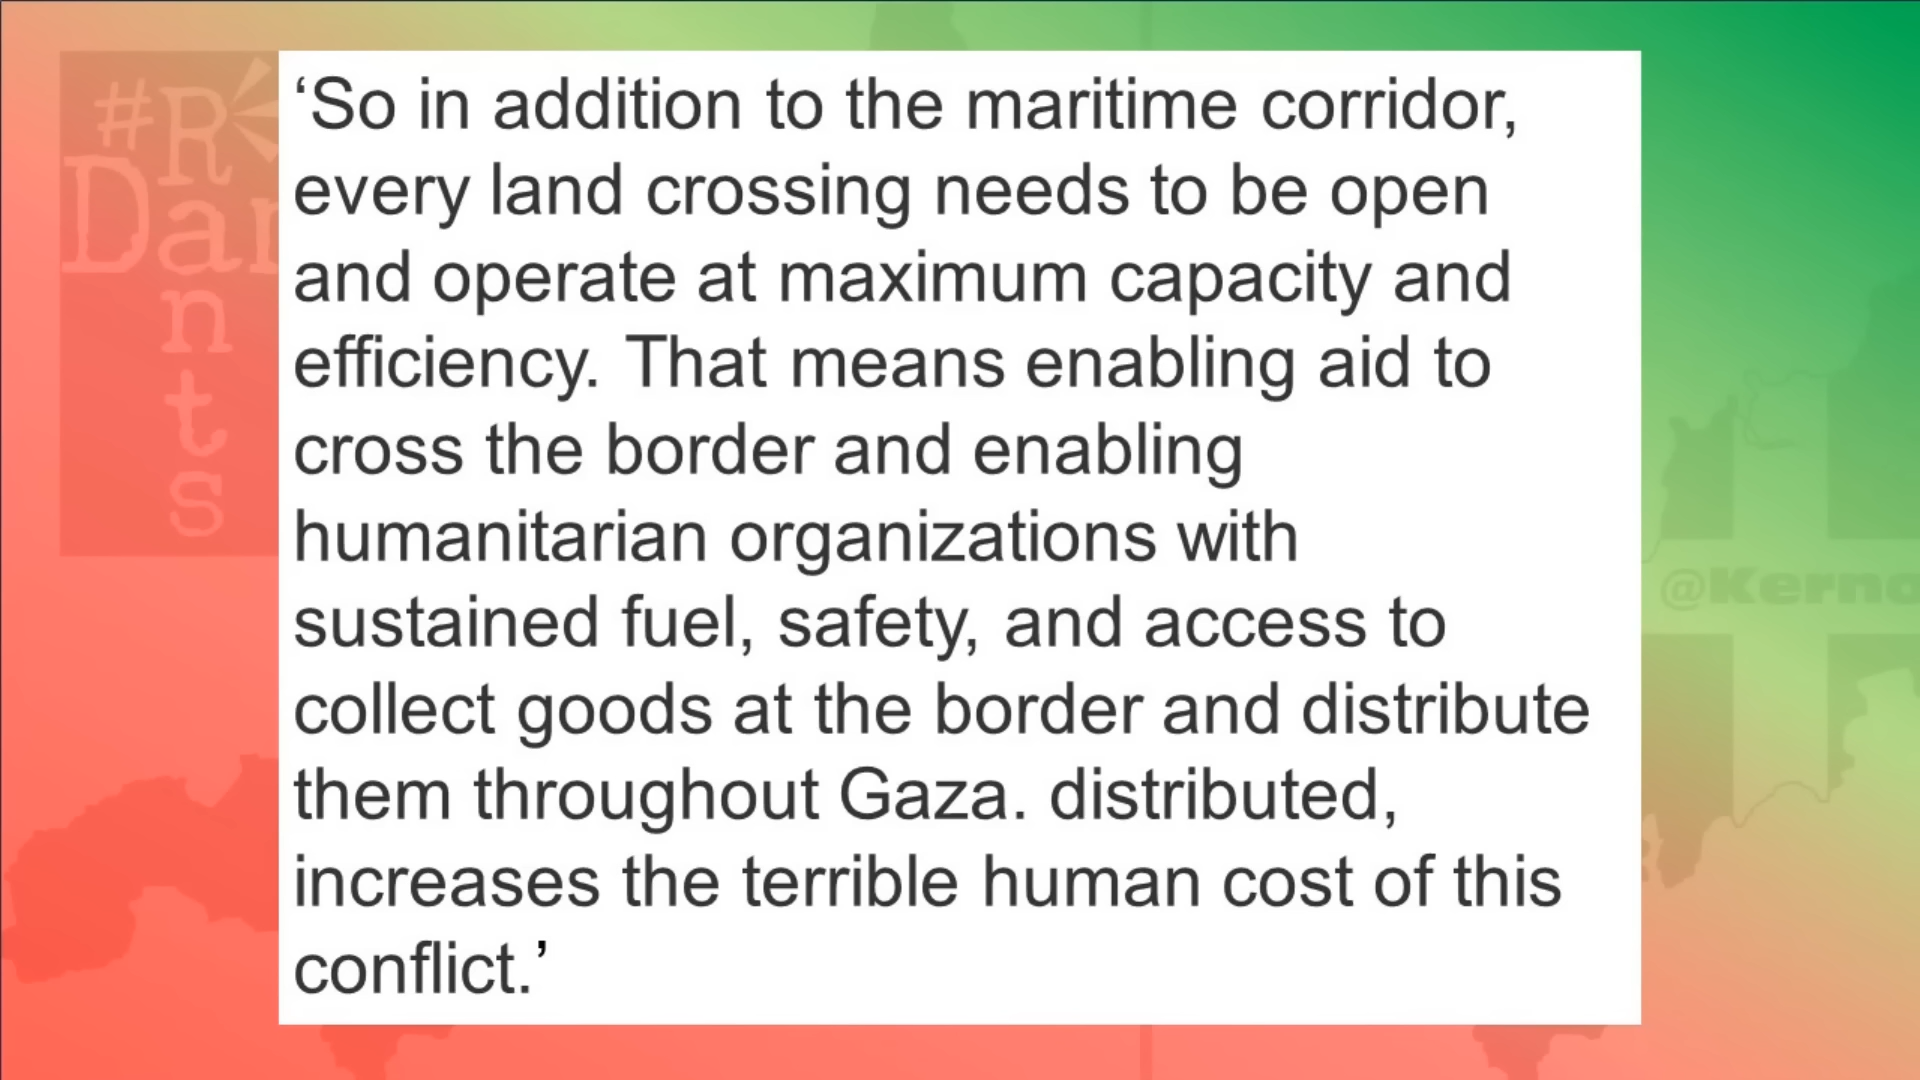 #R
Dan
n
t
s
‘So in addition to the maritime corridor,
every land crossing needs to be open
and operate at maximum capacity and
efficiency. That means enabling aid to
cross the border and enabling
humanitarian organizations with
sustained fuel, safety, and access to
collect goods at the border and distribute
them throughout Gaza. distributed,
increases the terrible human cost of this
conflict.’
@Kerno